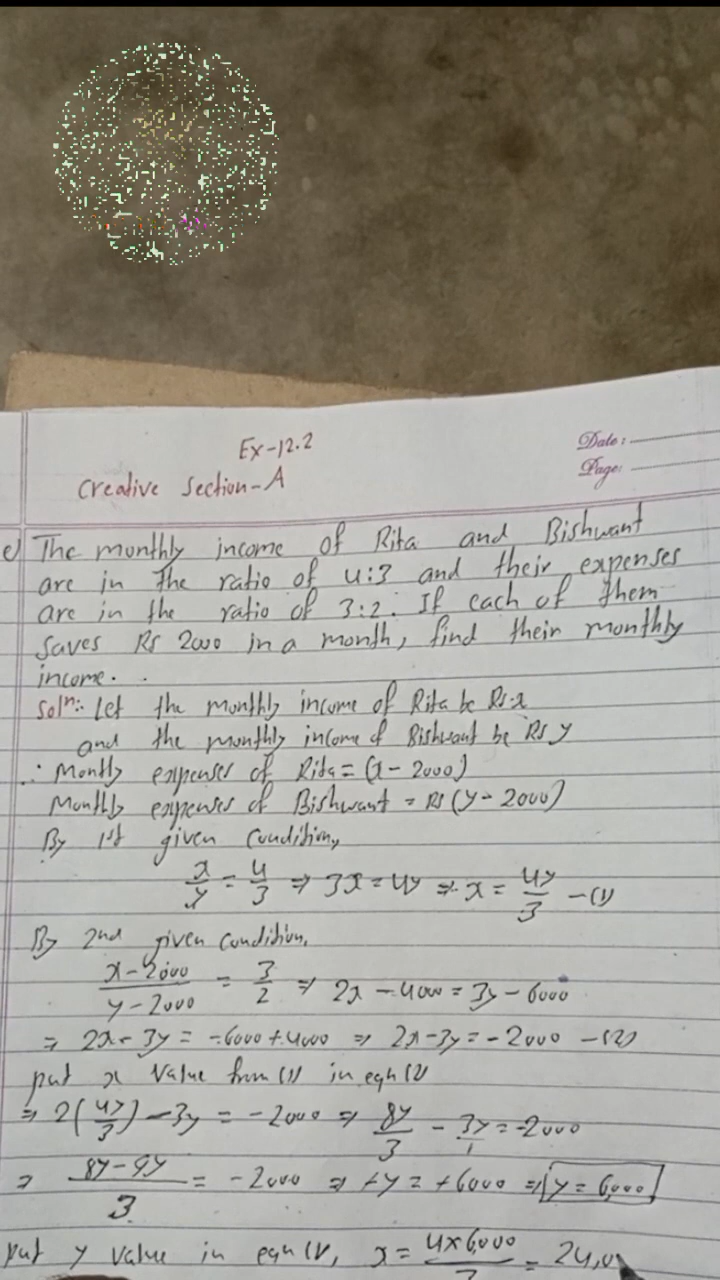 Ex-12.2
Date:
Page:
Creative Section-A
e) The monthly income of Rita and Bishwant
are in the ratio of 4:3 and their expenses
are in the ratio of 3:2. If each of them
saves Rs 2000 in a month, find their monthly
income.
Solⁿ: Let the monthly income of Rita be Rs.x
and the monthly income of Bishwant be Rs y
∴ Montly expenses of Rita = (x - 2000)
Monthly expenses of Bishwant = Rs (y - 2000)
By 1st given Condition,
x/y = 4/3 ⇒ 3x = 4y ⇒ x = 4y/3 - (1)
By 2nd given Condition,
x-2000/y-2000 = 3/2 ⇒ 2x - 4000 = 3y - 6000
⇒ 2x - 3y = -6000 + 4000 ⇒ 2x - 3y = -2000 - (2)
put x value from (1) in eqn (2)
⇒ 2(4y/3) - 3y = -2000 ⇒ 8y/3 - 3y/1 = -2000
⇒ 8y-9y/3 = -2000 ⇒ +y = +6000 ⇒ y = 6,000
put y value in eqn (1), x = 4x6,000/3 = 24,0